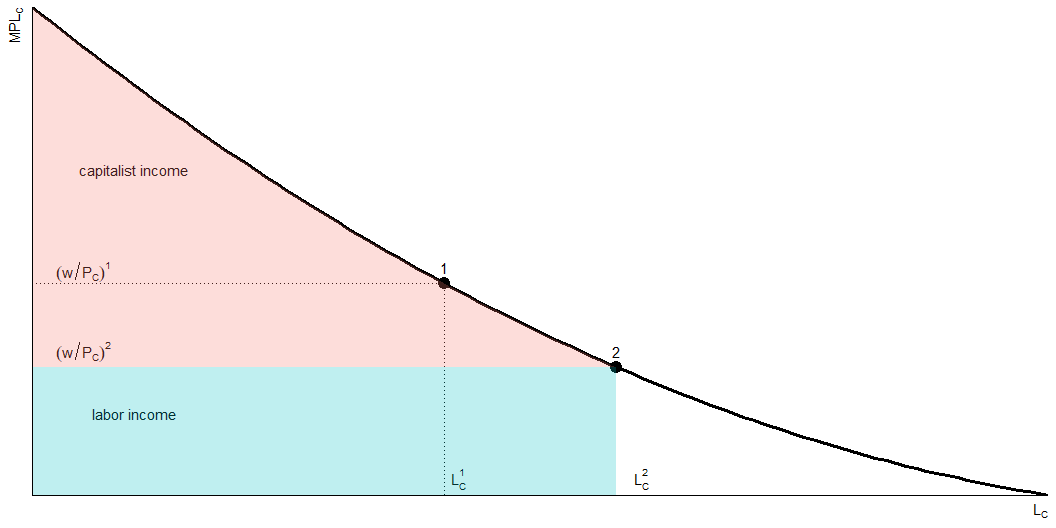 MPL_C
capitalist income
1
(w/P_C)^1
2
(w/P_C)^2
labor income
L_C^1
L_C^2
L_C